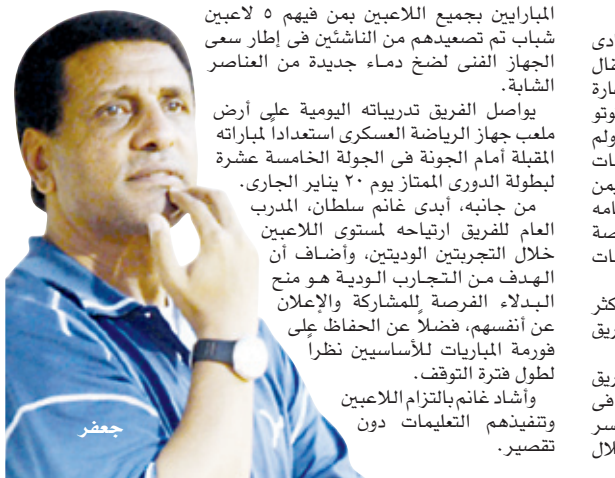 المبارايين بجميع اللاعبين بمن فيهم ٥ لاعبين
شباب تم تصعيدهم من الناشئين فى إطار سعى
الجهاز الفنى لضخ دماء جديدة من العناصر
الشابة.
يواصل الفريق تدريباته اليومية على أرض
ملعب جهاز الرياضة العسكرى استعداداً لمباراته
المقبلة أمام الجونة فى الجولة الخامسة عشرة
لبطولة الدورى الممتاز يوم ٢٠ يناير الجارى.
من جانبه، أبدى غانم سلطان، المدرب
العام للفريق ارتياحه لمستوى اللاعبين
خلال التجربتين الوديتين، وأضاف أن
الهدف من التجارب الودية هو منح
البدلاء الفرصة للمشاركة والإعلان
عن أنفسهم، فضلاً عن الحفاظ على
فورمة المباريات للأساسيين نظراً
لطول فترة التوقف.
وأشاد غانم بالتزام اللاعبين
وتنفيذهم التعليمات دون
تقصير.
جعفر